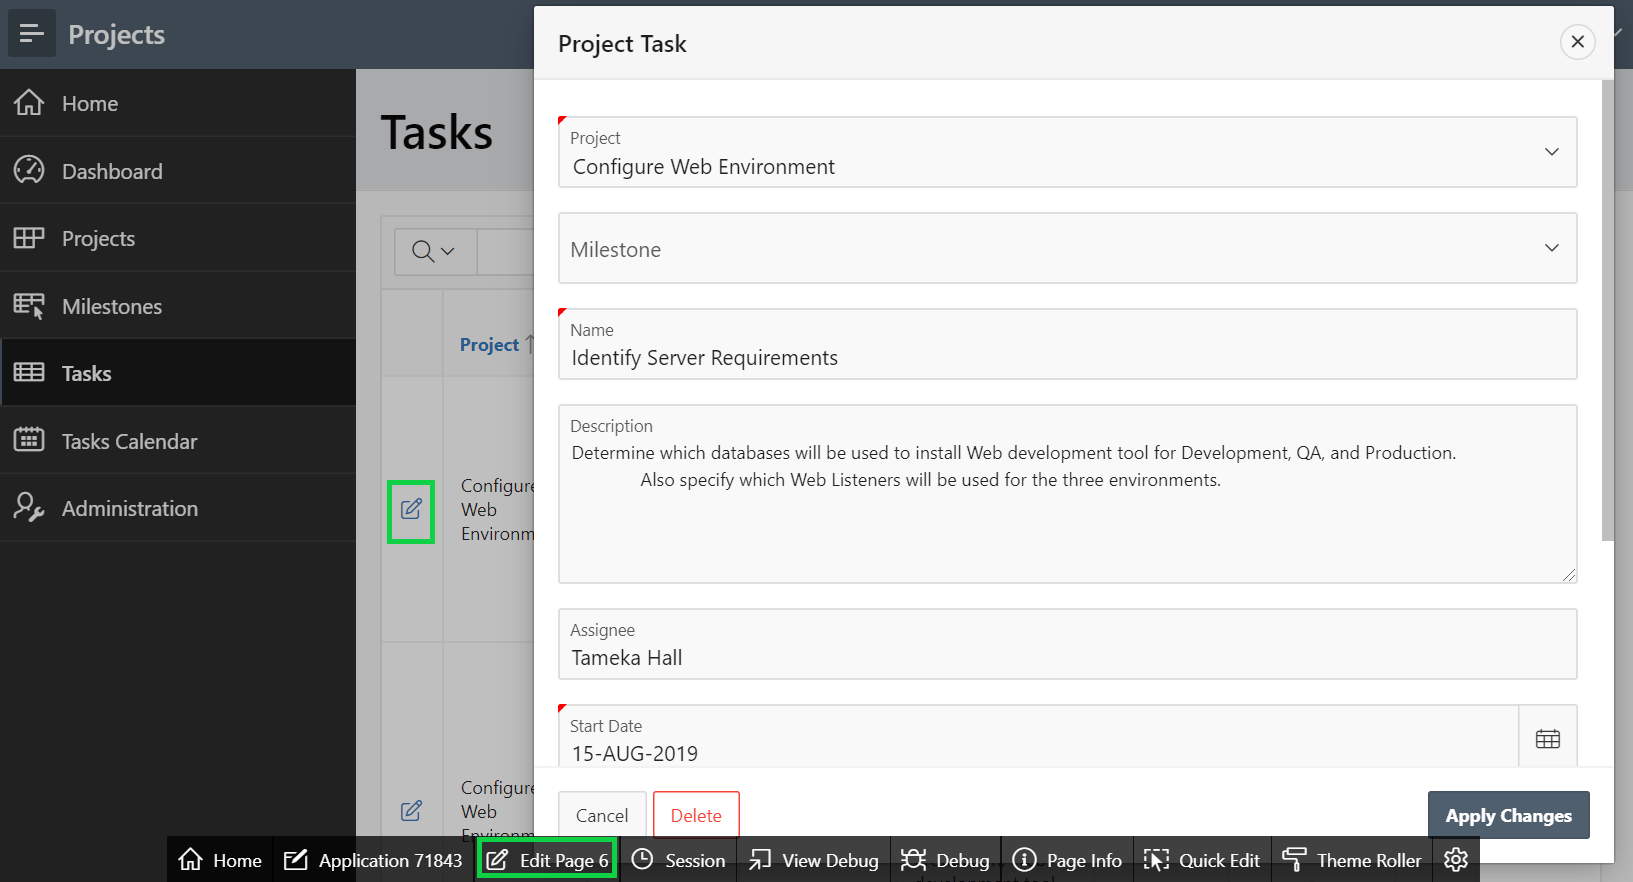 Projects
Home
Dashboard
Projects
Milestones
Tasks
Tasks Calendar
Administration
Tasks
Project
Configure
Web
Environm
Configure
Web
Project Task
Project
Configure Web Environment
Milestone
Name
Identify Server Requirements
Description
Determine which databases will be used to install Web development tool for Development, QA, and Production.
Also specify which Web Listeners will be used for the three environments.
Assignee
Tameka Hall
Start Date
15-AUG-2019
Cancel
Delete
Apply Changes
Home
Application 71843
Edit Page 6
Session
View Debug
Debug
Page Info
Quick Edit
Theme Roller